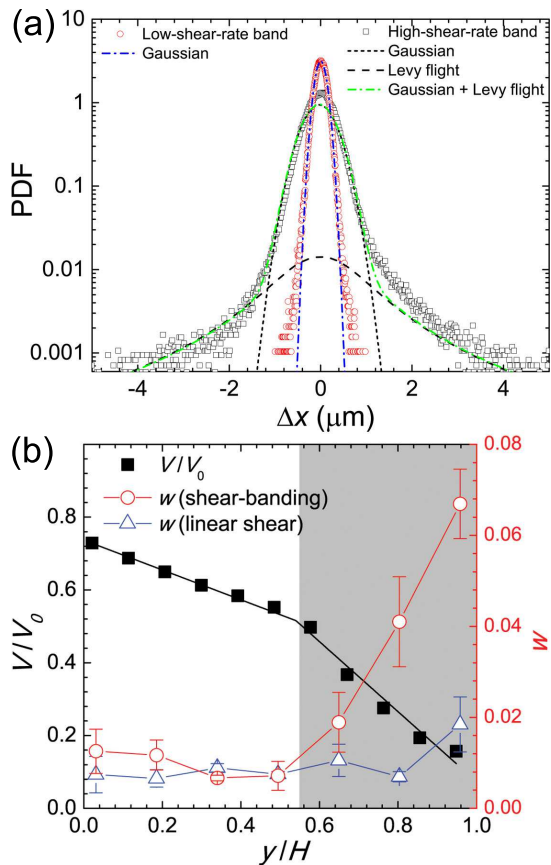 (a)
Low-shear-rate band
Gaussian
High-shear-rate band
Gaussian
Levy flight
Gaussian + Levy flight
10
1
0.1
0.01
0.001
PDF
-4
-2
0
2
4
Δx (μm)
(b)
V/V₀
w (shear-banding)
w (linear shear)
0.8
0.6
0.4
0.2
0.0
V/V₀
0.08
0.06
0.04
0.02
0.00
w
0.0
0.2
0.4
0.6
0.8
1.0
y/H